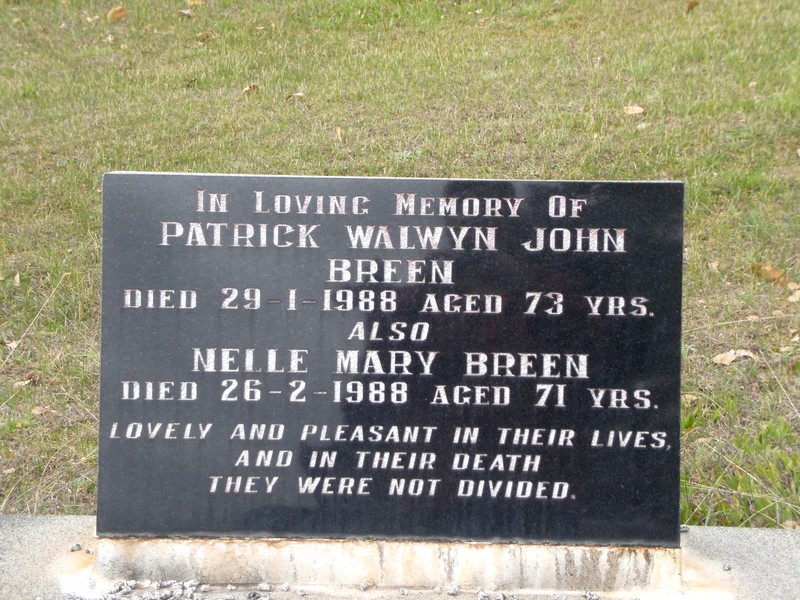 In Loving Memory Of
PATRICK WALWYN JOHN
BREEN
DIED 29-1-1988 AGED 73 YRS.
ALSO
NELLE MARY BREEN
DIED 26-2-1988 AGED 71 YRS.
LOVELY AND PLEASANT IN THEIR LIVES,
AND IN THEIR DEATH
THEY WERE NOT DIVIDED.